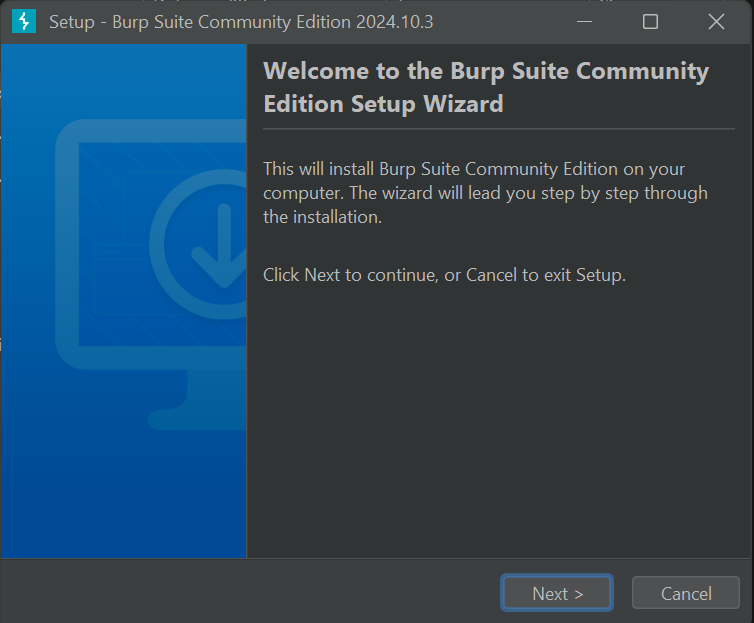 Setup - Burp Suite Community Edition 2024.10.3
Welcome to the Burp Suite Community
Edition Setup Wizard
This will install Burp Suite Community Edition on your
computer. The wizard will lead you step by step through
the installation.
Click Next to continue, or Cancel to exit Setup.
Next >
Cancel